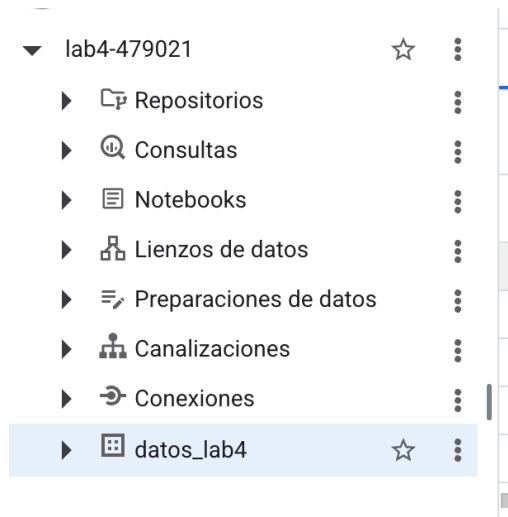 lab4-479021
Repositorios
Consultas
Notebooks
Lienzos de datos
Preparaciones de datos
Canalizaciones
Conexiones
datos_lab4